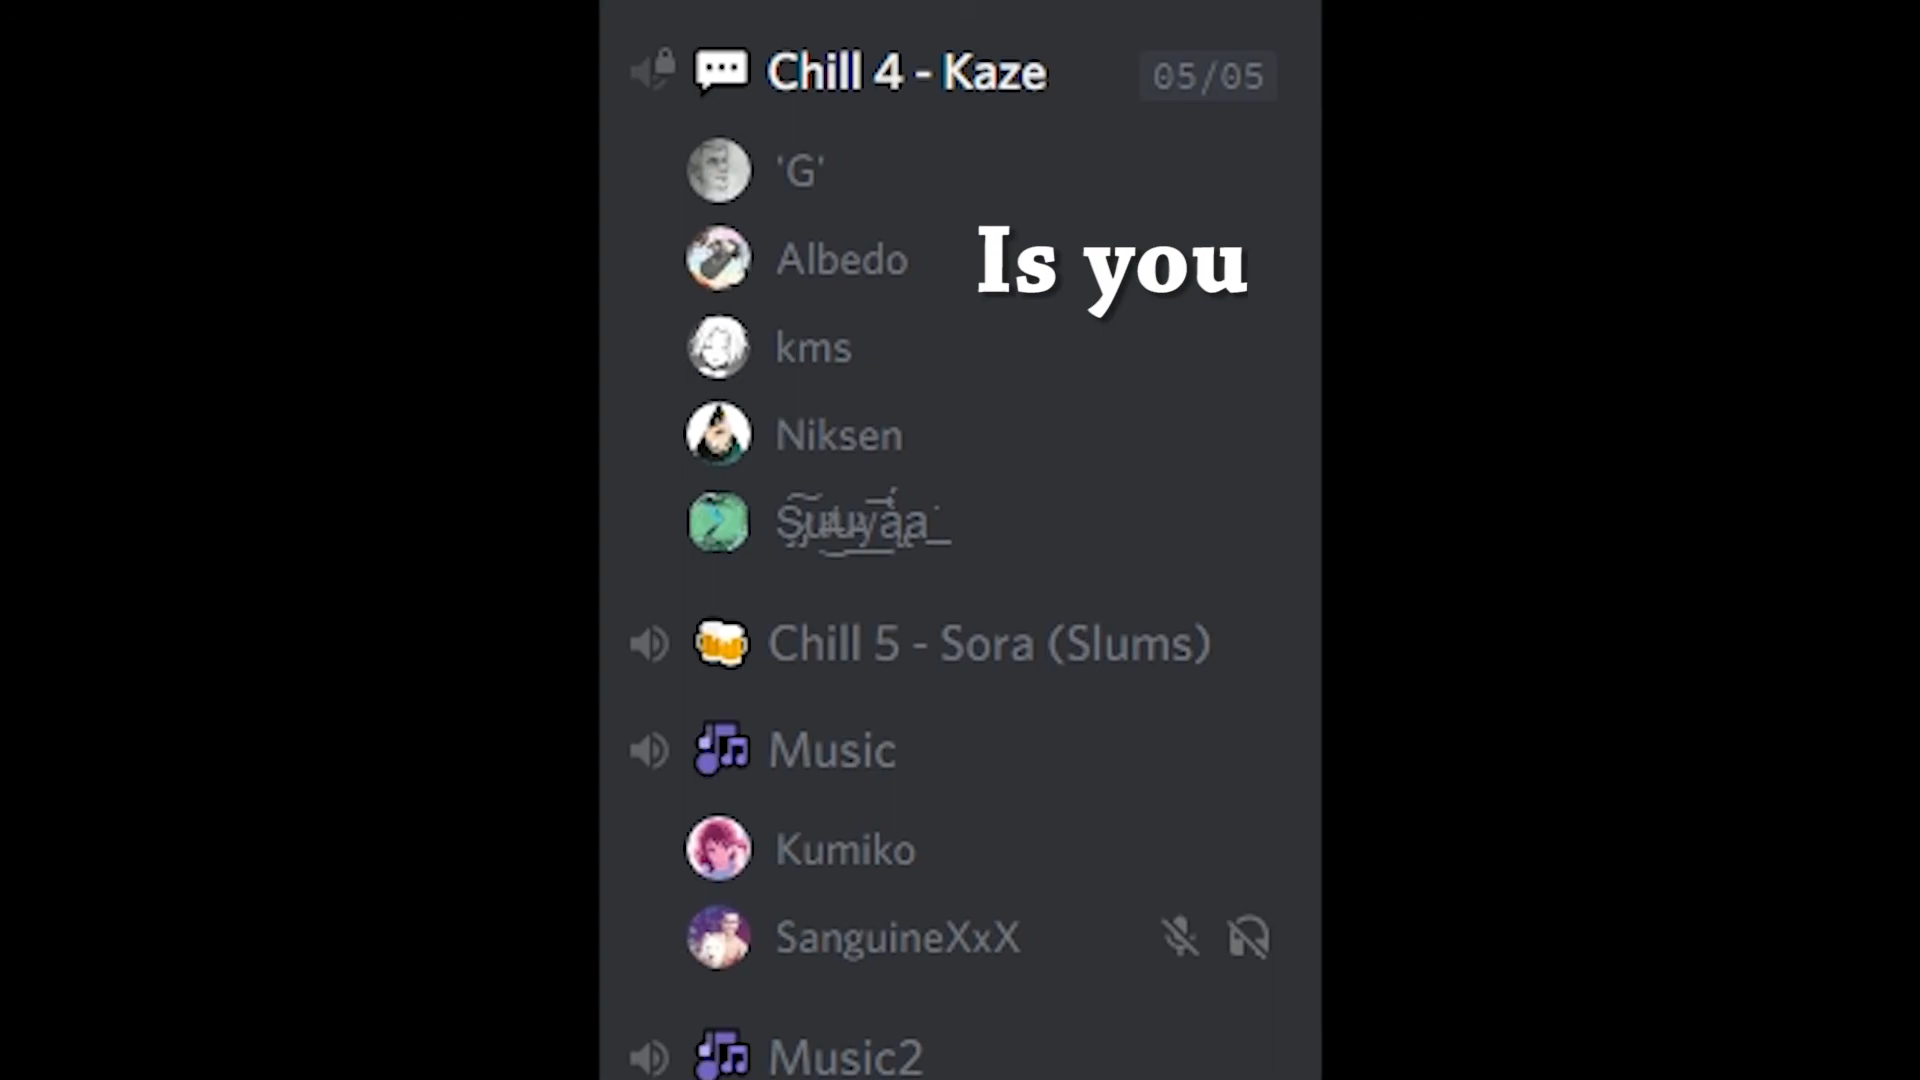 Chill 4 - Kaze 05/05
'G'
Albedo Is you
kms
Niksen
Chill 5 - Sora (Slums)
Music
Kumiko
SanguineXxX
Music2